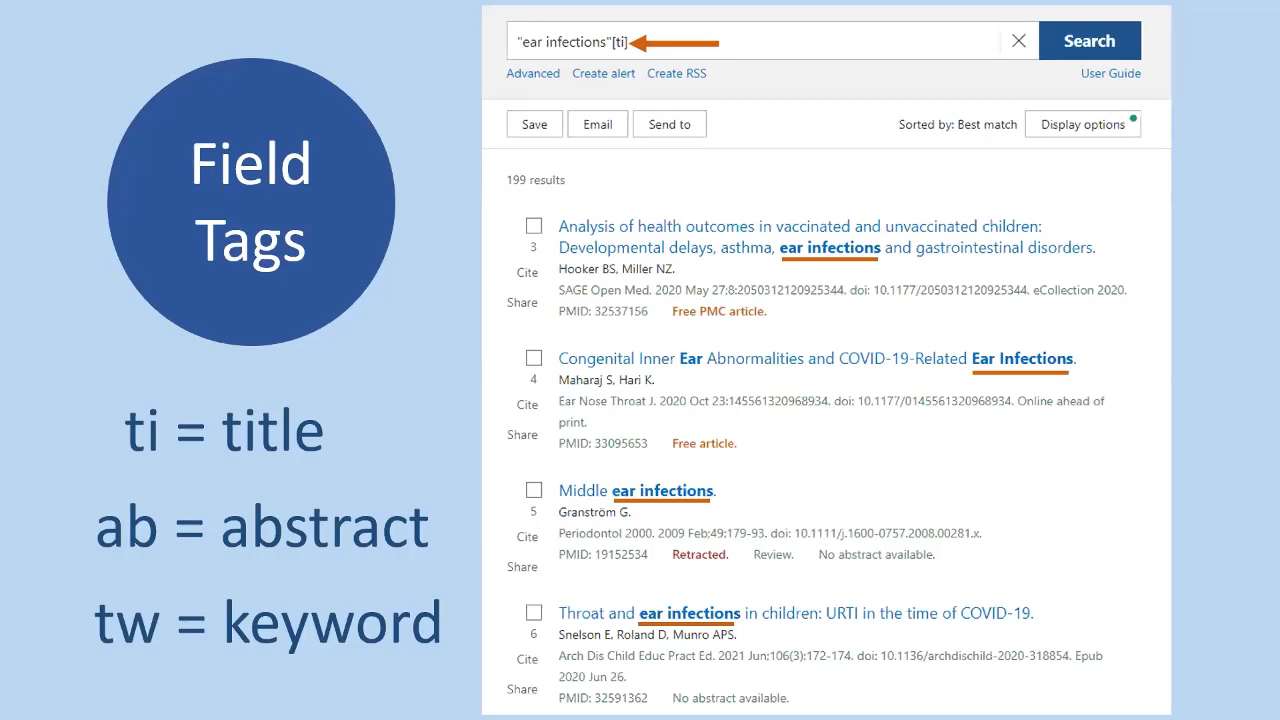 Field
Tags
ti = title
ab = abstract
tw = keyword
"ear infections"[ti]
Search
Advanced Create alert Create RSS
User Guide
Save Email Send to
Sorted by: Best match Display options
199 results
Analysis of health outcomes in vaccinated and unvaccinated children:
3 Developmental delays, asthma, ear infections and gastrointestinal disorders.
Cite Hooker BS, Miller NZ.
SAGE Open Med. 2020 May 27;8:2050312120925344. doi: 10.1177/2050312120925344. eCollection 2020.
Share PMID: 32537156 Free PMC article.
Congenital Inner Ear Abnormalities and COVID-19-Related Ear Infections.
4 Maharaj S, Hari K.
Cite Ear Nose Throat J. 2020 Oct 23:145561320968934. doi: 10.1177/0145561320968934. Online ahead of
print.
Share PMID: 33095653 Free article.
Middle ear infections.
5 Granström G.
Cite Periodontol 2000. 2009 Feb;49:179-93. doi: 10.1111/j.1600-0757.2008.00281.x.
PMID: 19152534 Retracted. Review. No abstract available.
Share
Throat and ear infections in children: URTI in the time of COVID-19.
6 Snelson E, Roland D, Munro APS.
Cite Arch Dis Child Educ Pract Ed. 2021 Jun;106(3):172-174. doi: 10.1136/archdischild-2020-318854. Epub
2020 Jun 26.
Share PMID: 32591362 No abstract available.